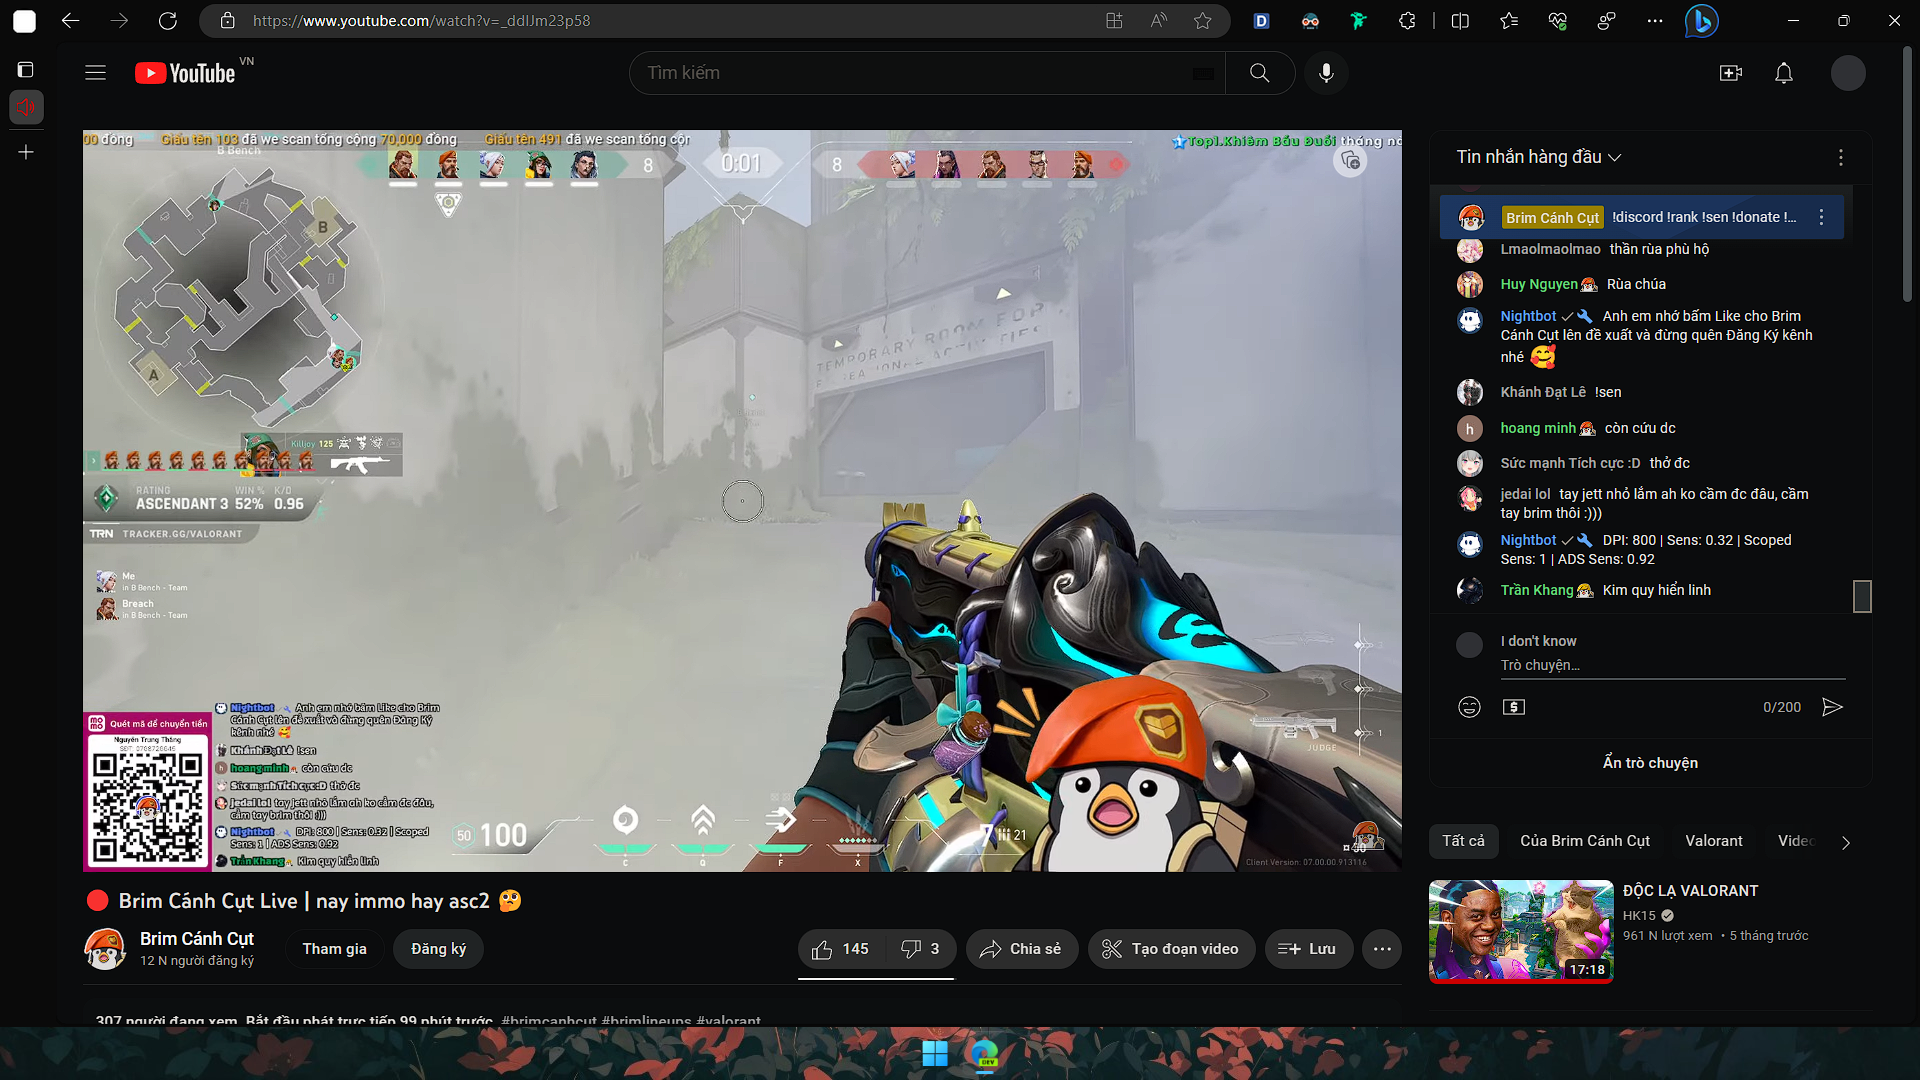 https://www.youtube.com/watch?v=_ddIJm23p58
YouTube VN
Tìm kiếm
00 đồng Giấu tên 103 đã we scan tổng cộng 70,000 đồng Giấu tên 491 đã we scan tổng cộn
Top1.Khiêm Báu Đuối tháng
B Bench
8 0:01 8
B
A
TEMPORARY ROOM FOR
Killjoy 125
RATING WIN % K/D
ASCENDANT 3 52% 0.96
TRN TRACKER.GG/VALORANT
Me
in B Bench - Team
Breach
in B Bench - Team
Quét mã để chuyển tiền
Nguyễn Trung Thăng
Nightbot Anh em nhớ bấm Like cho Brim
Cánh Cụt lên đề xuất và đừng quên Đăng Ký
kênh nhé
Khánh Đạt Lê !sen
hoang minh còn cứu dc
Sức mạnh Tích cực :D thở đc
jedai lol tay jett nhỏ lắm ah ko cầm đc đâu,
cầm tay brim thôi :)))
Nightbot DPI: 800 | Sens: 0.32 | Scoped
Sens: 1 | ADS Sens: 0.92
Trần Khang Kim quy hiển linh
50 100
C Q F X
7 21
1
JUDGE
Client Version: 07.00.00.913116
Brim Cánh Cụt Live | nay immo hay asc2
Brim Cánh Cụt
12 N người đăng ký
Tham gia
Đăng ký
145
3
Chia sẻ
Tạo đoạn video
Lưu
307 người đang xem Bắt đầu phát trực tiếp 99 phút trước #brimcanhcut #brimlineups #valorant
Tin nhắn hàng đầu
Brim Cánh Cụt !discord !rank !sen !donate !...
Lmaolmaolmao thần rùa phù hộ
Huy Nguyen Rùa chúa
Nightbot Anh em nhớ bấm Like cho Brim
Cánh Cụt lên đề xuất và đừng quên Đăng Ký kênh
nhé
Khánh Đạt Lê !sen
h hoang minh còn cứu dc
Sức mạnh Tích cực :D thở đc
jedai lol tay jett nhỏ lắm ah ko cầm đc đâu, cầm
tay brim thôi :)))
Nightbot DPI: 800 | Sens: 0.32 | Scoped
Sens: 1 | ADS Sens: 0.92
Trần Khang Kim quy hiển linh
I don't know
Trò chuyện...
0/200
Ẩn trò chuyện
Tất cả Của Brim Cánh Cụt Valorant Video
ĐỘC LẠ VALORANT
HK15
961 N lượt xem • 5 tháng trước
17:18
DEV